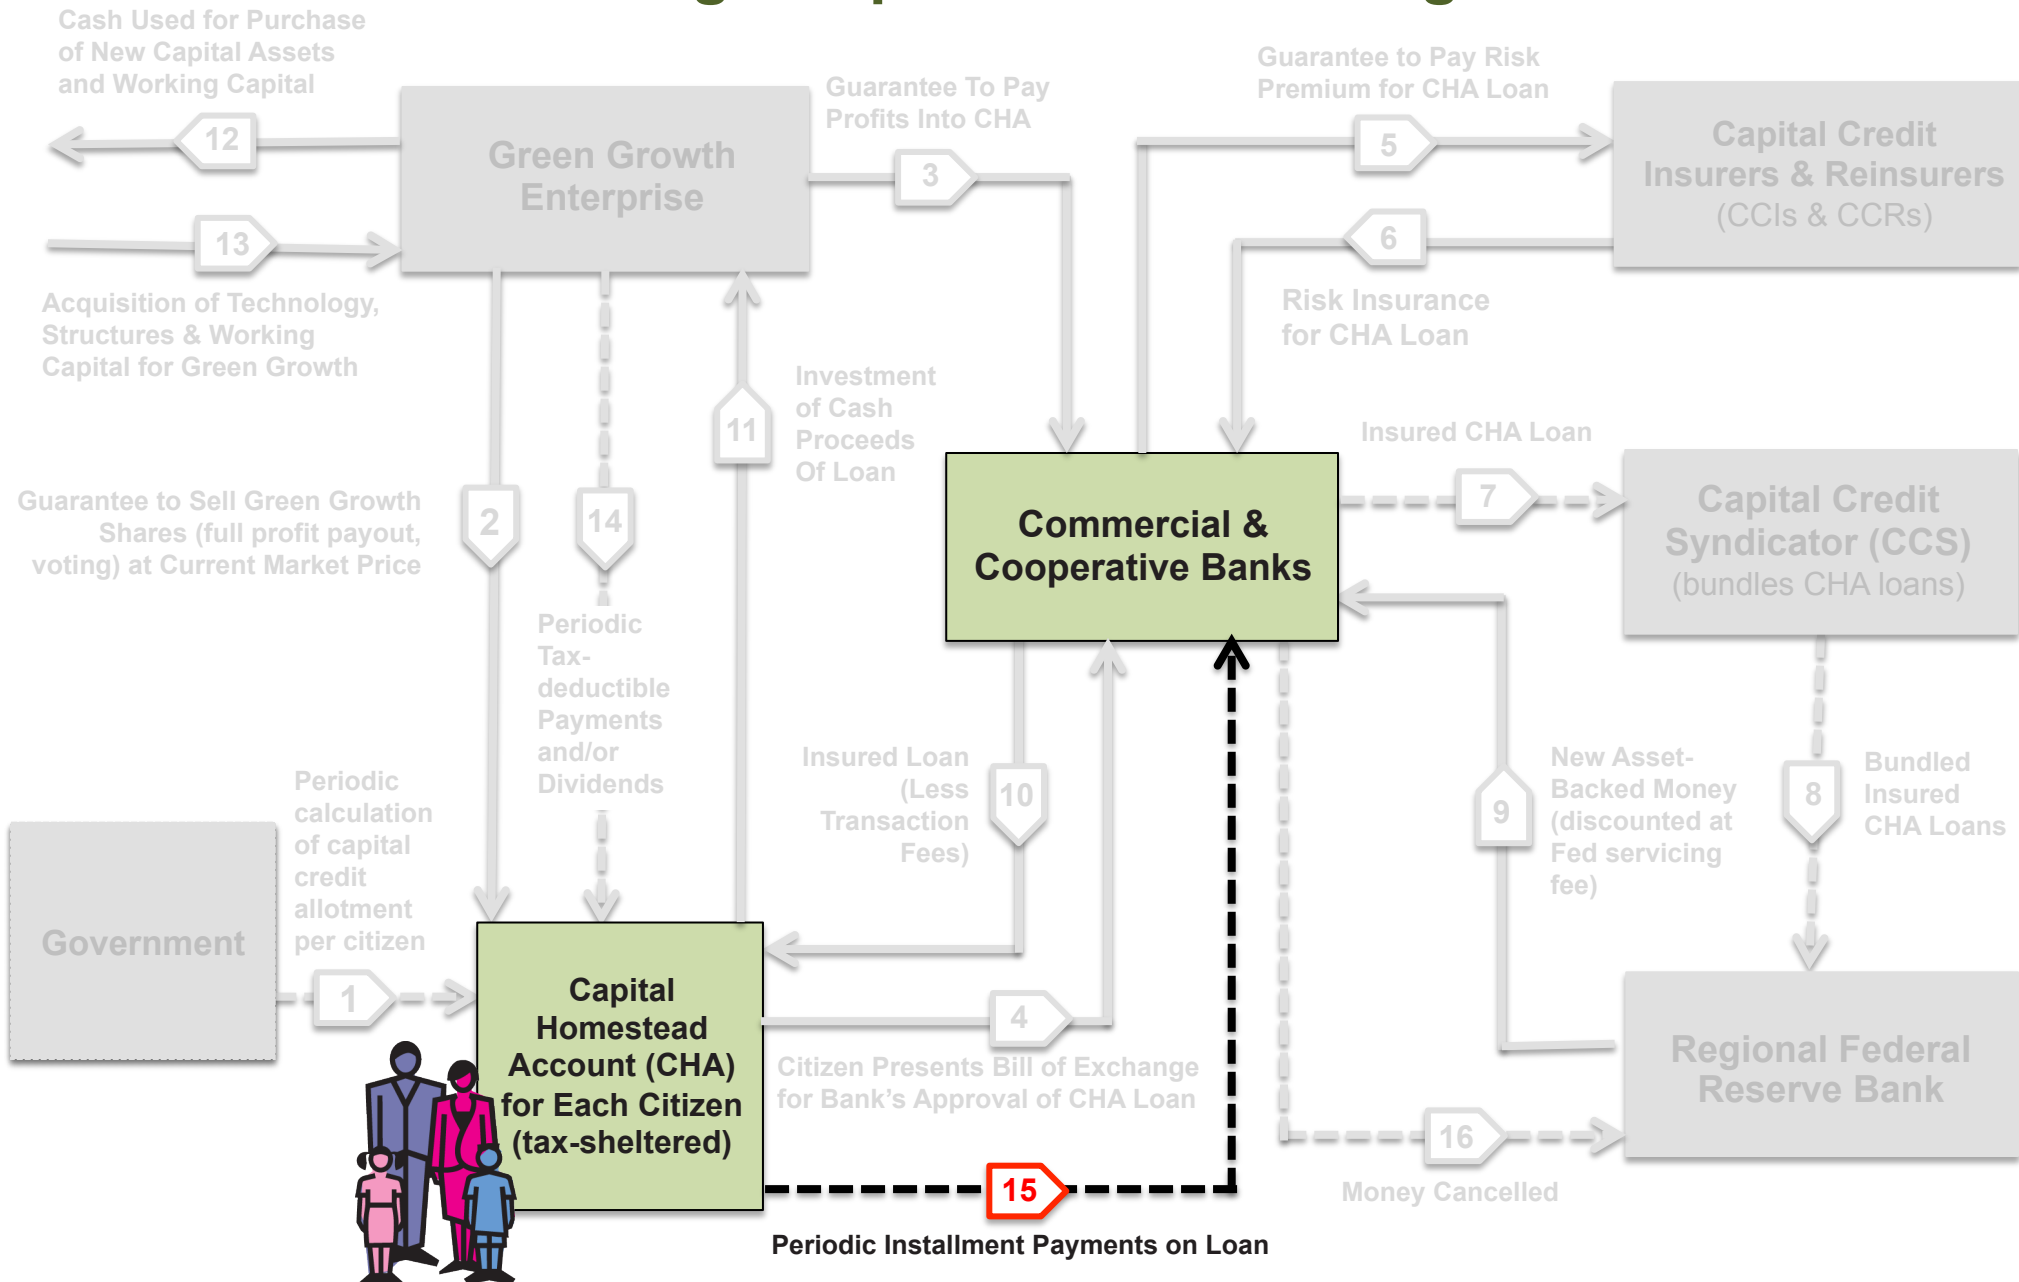 Cash Used for Purchase
of New Capital Assets
and Working Capital
12
13
Acquisition of Technology,
Structures & Working
Capital for Green Growth
Green Growth
Enterprise
Guarantee To Pay
Profits Into CHA
3
Guarantee to Pay Risk
Premium for CHA Loan
5
Capital Credit
Insurers & Reinsurers
(CCIs & CCRs)
6
Risk Insurance
for CHA Loan
Investment
of Cash
Proceeds
Of Loan
11
Guarantee to Sell Green Growth
Shares (full profit payout,
voting) at Current Market Price
2
14
Periodic
Tax-
deductible
Payments
and/or
Dividends
Commercial &
Cooperative Banks
Insured CHA Loan
7
Capital Credit
Syndicator (CCS)
(bundles CHA loans)
Government
Periodic
calculation
of capital
credit
allotment
per citizen
1
Insured Loan
(Less
Transaction
Fees)
10
New Asset-
Backed Money
(discounted at
Fed servicing
fee)
9
8
Bundled
Insured
CHA Loans
Capital
Homestead
Account (CHA)
for Each Citizen
(tax-sheltered)
4
Citizen Presents Bill of Exchange
for Bank's Approval of CHA Loan
Regional Federal
Reserve Bank
16
Money Cancelled
15
Periodic Installment Payments on Loan